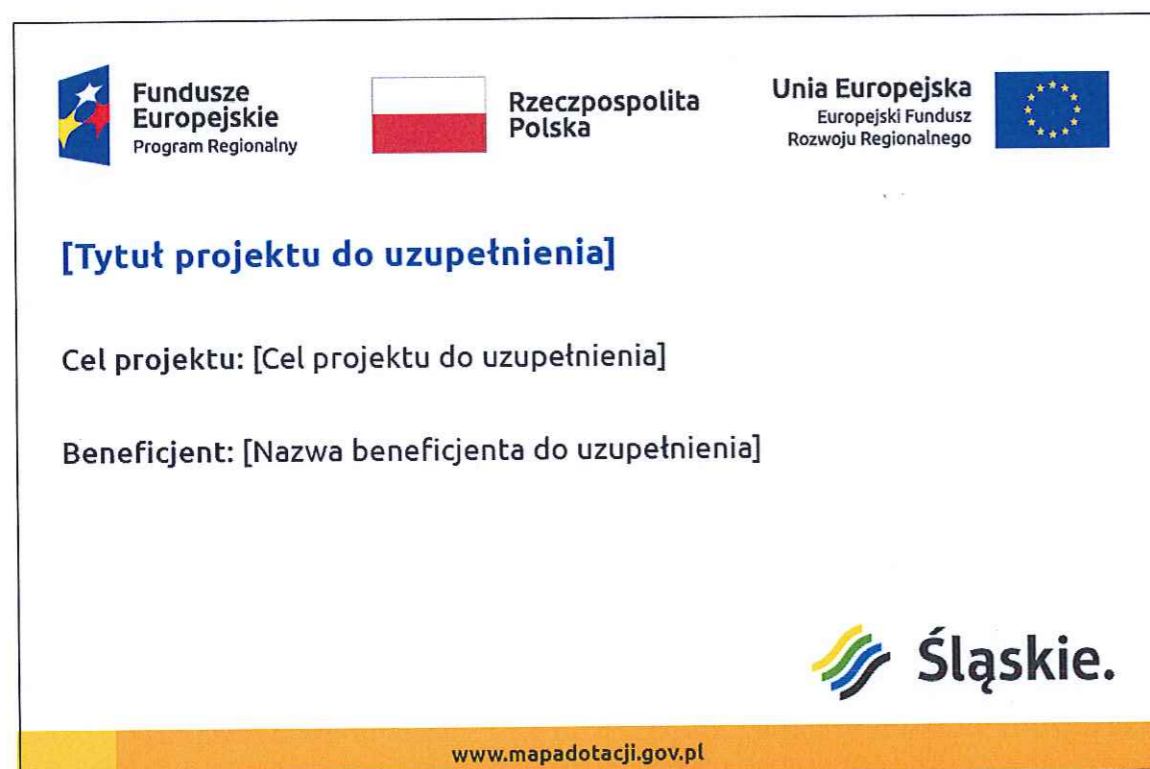 Fundusze
Europejskie
Program Regionalny
Rzeczpospolita
Polska
Unia Europejska
Europejski Fundusz
Rozwoju Regionalnego
[Tytuł projektu do uzupełnienia]
Cel projektu: [Cel projektu do uzupełnienia]
Beneficjent: [Nazwa beneficjenta do uzupełnienia]
Śląskie.
www.mapadotacji.gov.pl